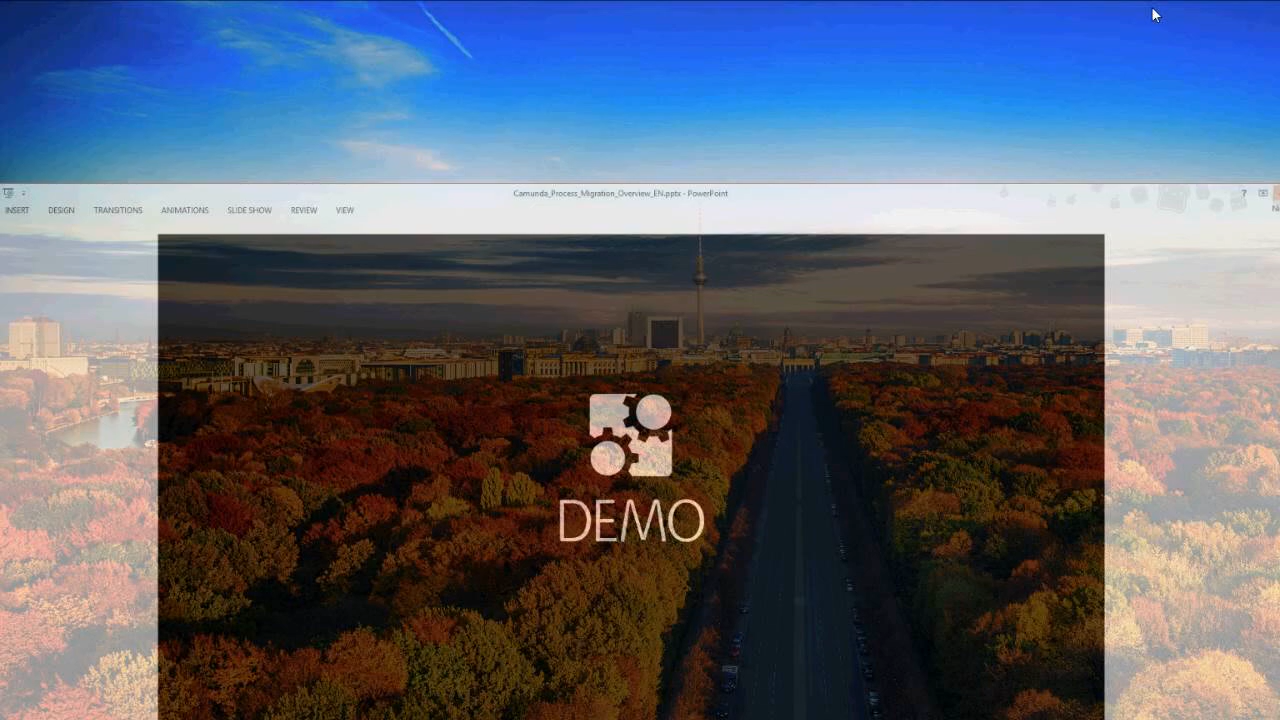 Camunda_Process_Migration_Overview_EN.pptx - PowerPoint
?
INSERT DESIGN TRANSITIONS ANIMATIONS SLIDE SHOW REVIEW VIEW
DEMO